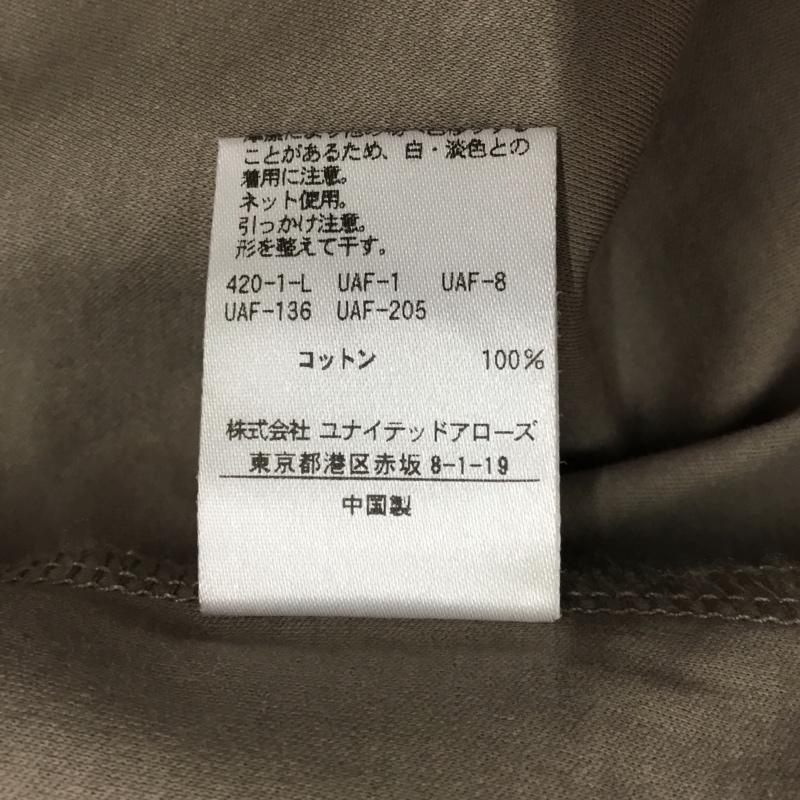 ことがあるため、白・淡色との
着用に注意。
ネット使用。
引っかけ注意。
形を整えて干す。
420-1-L UAF-1 UAF-8
UAF-136 UAF-205
コットン 100%
株式会社 ユナイテッドアローズ
東京都港区赤坂 8-1-19
中国製